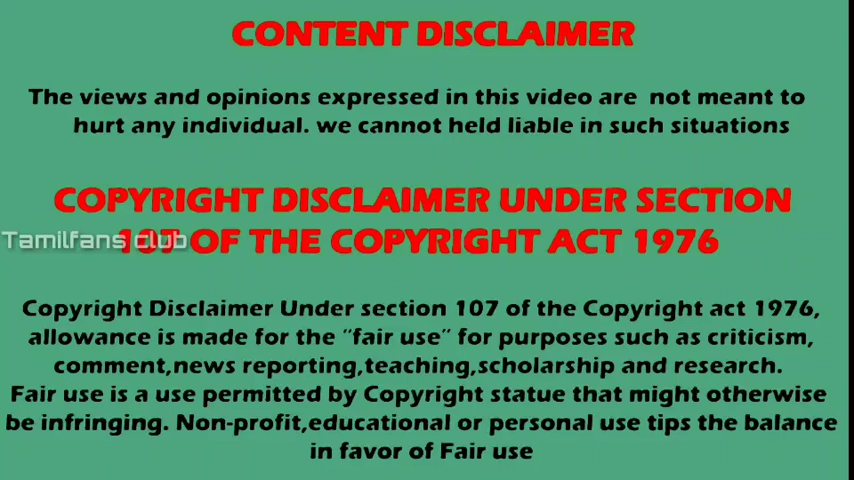 CONTENT DISCLAIMER
The views and opinions expressed in this video are not meant to
hurt any individual. we cannot held liable in such situations
COPYRIGHT DISCLAIMER UNDER SECTION
107 OF THE COPYRIGHT ACT 1976
Tamilfans club
Copyright Disclaimer Under section 107 of the Copyright act 1976,
allowance is made for the "fair use" for purposes such as criticism,
comment,news reporting,teaching,scholarship and research.
Fair use is a use permitted by Copyright statue that might otherwise
be infringing. Non-profit,educational or personal use tips the balance
in favor of Fair use